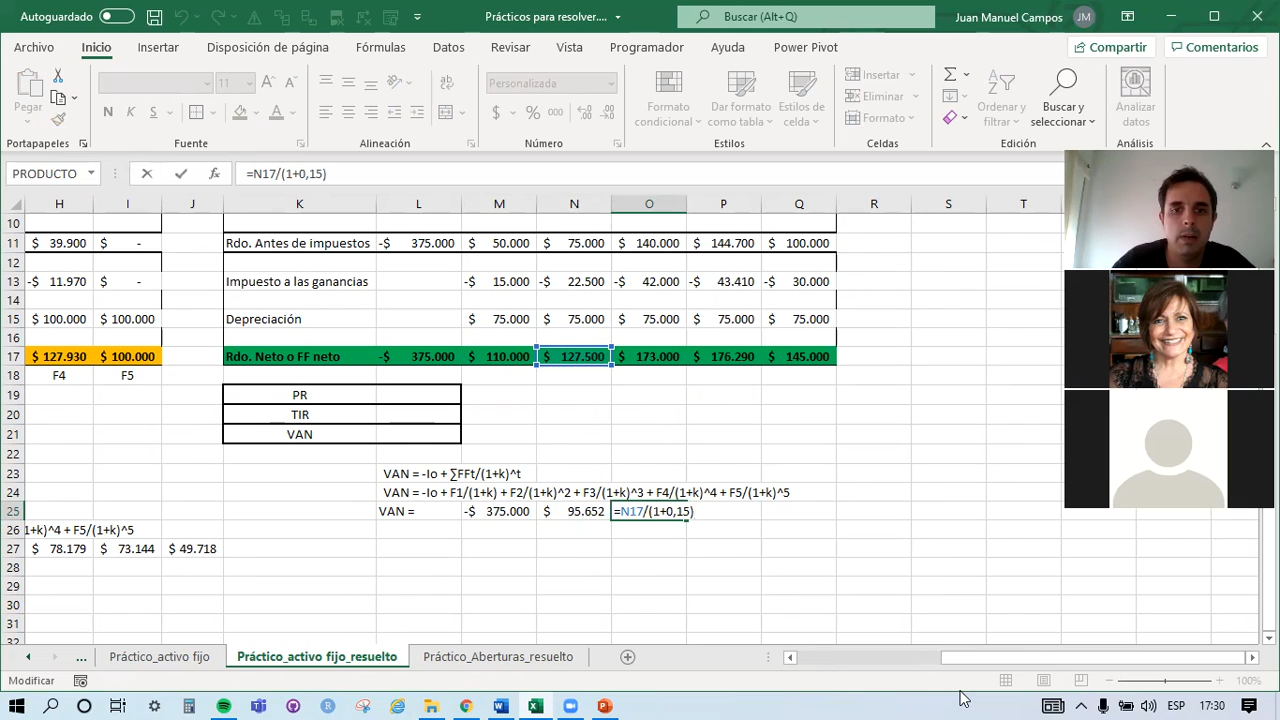 Autoguardado
Prácticos para resolver....
Buscar (Alt+Q)
Juan Manuel Campos
JM
Archivo Inicio Insertar Disposición de página Fórmulas Datos Revisar Vista Programador Ayuda Power Pivot
Compartir
Comentarios
Pegar
11
N K S
Personalizada
$ % 000
Formato condicional
Dar formato como tabla
Estilos de celda
Insertar
Eliminar
Formato
Ordenar y filtrar
Buscar y seleccionar
Analizar datos
Portapapeles Fuente Alineación Número Estilos Celdas Edición Análisis
PRODUCTO
fx
=N17/(1+0,15)
H I J K L M N O P Q R S T
10
11 $ 39.900 $ - Rdo. Antes de impuestos -$ 375.000 $ 50.000 $ 75.000 $ 140.000 $ 144.700 $ 100.000
12
13 -$ 11.970 $ - Impuesto a las ganancias -$ 15.000 -$ 22.500 -$ 42.000 -$ 43.410 -$ 30.000
14
15 $ 100.000 $ 100.000 Depreciación $ 75.000 $ 75.000 $ 75.000 $ 75.000 $ 75.000
16
17 $ 127.930 $ 100.000 Rdo. Neto o FF neto -$ 375.000 $ 110.000 $ 127.500 $ 173.000 $ 176.290 $ 145.000
18 F4 F5
19 PR
20 TIR
21 VAN
22
23 VAN = -Io + ∑FFt/(1+k)^t
24 VAN = -Io + F1/(1+k) + F2/(1+k)^2 + F3/(1+k)^3 + F4/(1+k)^4 + F5/(1+k)^5
25 VAN = -$ 375.000 $ 95.652 =N17/(1+0,15)
26 1+k)^4 + F5/(1+k)^5
27 $ 78.179 $ 73.144 $ 49.718
28
29
30
31
32
... Práctico_activo fijo Práctico_activo fijo_resuelto Práctico_Aberturas_resuelto
Modificar
100%
ESP 17:30